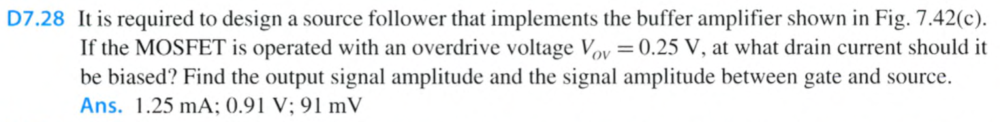 D7.28 It is required to design a source follower that implements the buffer amplifier shown in Fig. 7.42(c).
If the MOSFET is operated with an overdrive voltage V_OV = 0.25 V, at what drain current should it
be biased? Find the output signal amplitude and the signal amplitude between gate and source.
Ans. 1.25 mA; 0.91 V; 91 mV